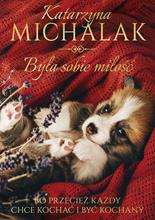 Katarzyna
MICHALAK
Była sobie miłość
BO PRZECIEŻ KAŻDY
CHCE KOCHAĆ I BYĆ KOCHANY